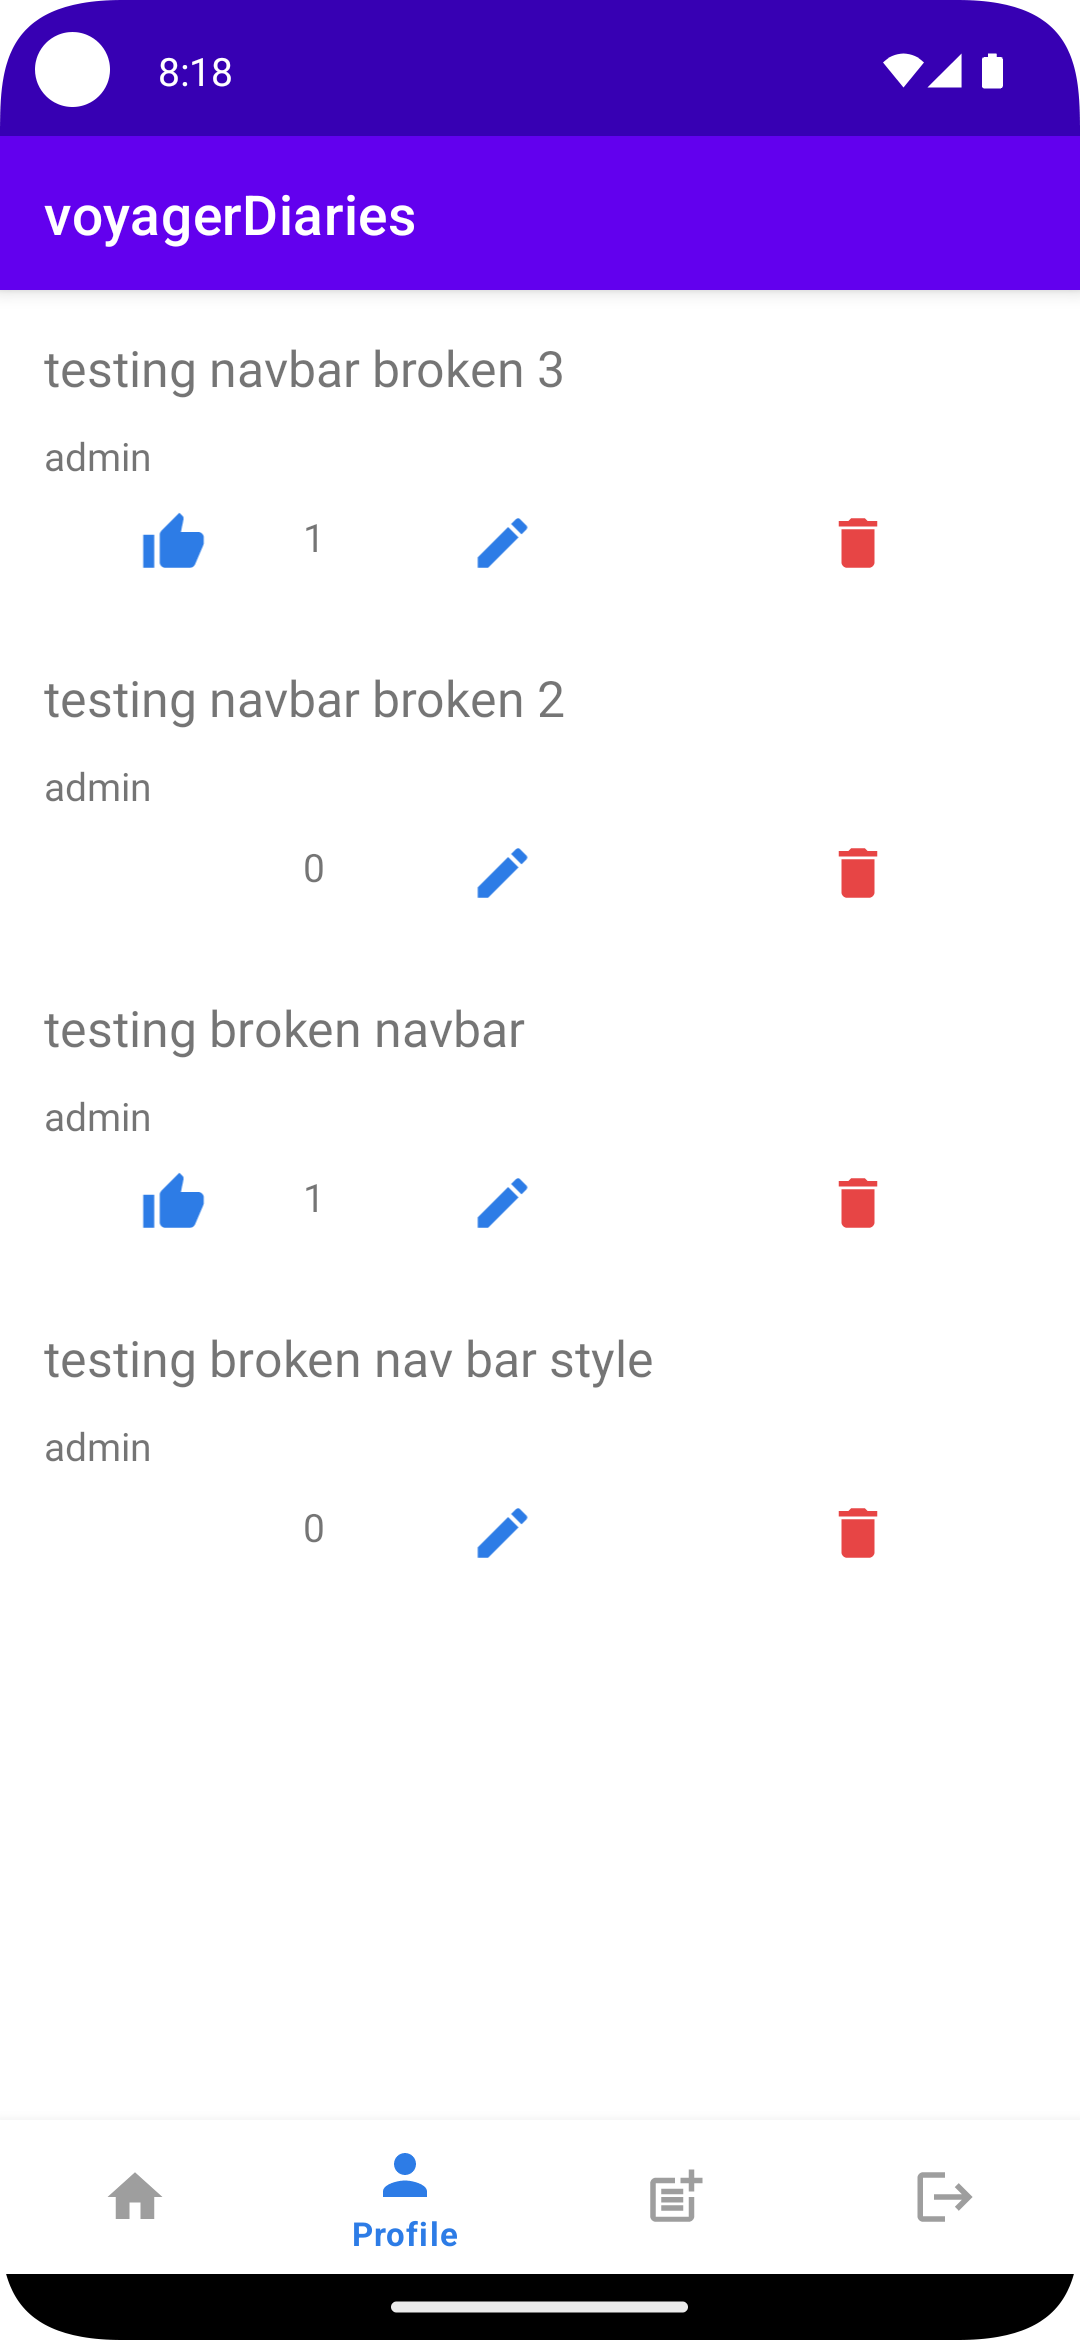 8:18
voyagerDiaries
testing navbar broken 3
admin
1
testing navbar broken 2
admin
0
testing broken navbar
admin
1
testing broken nav bar style
admin
0
Profile